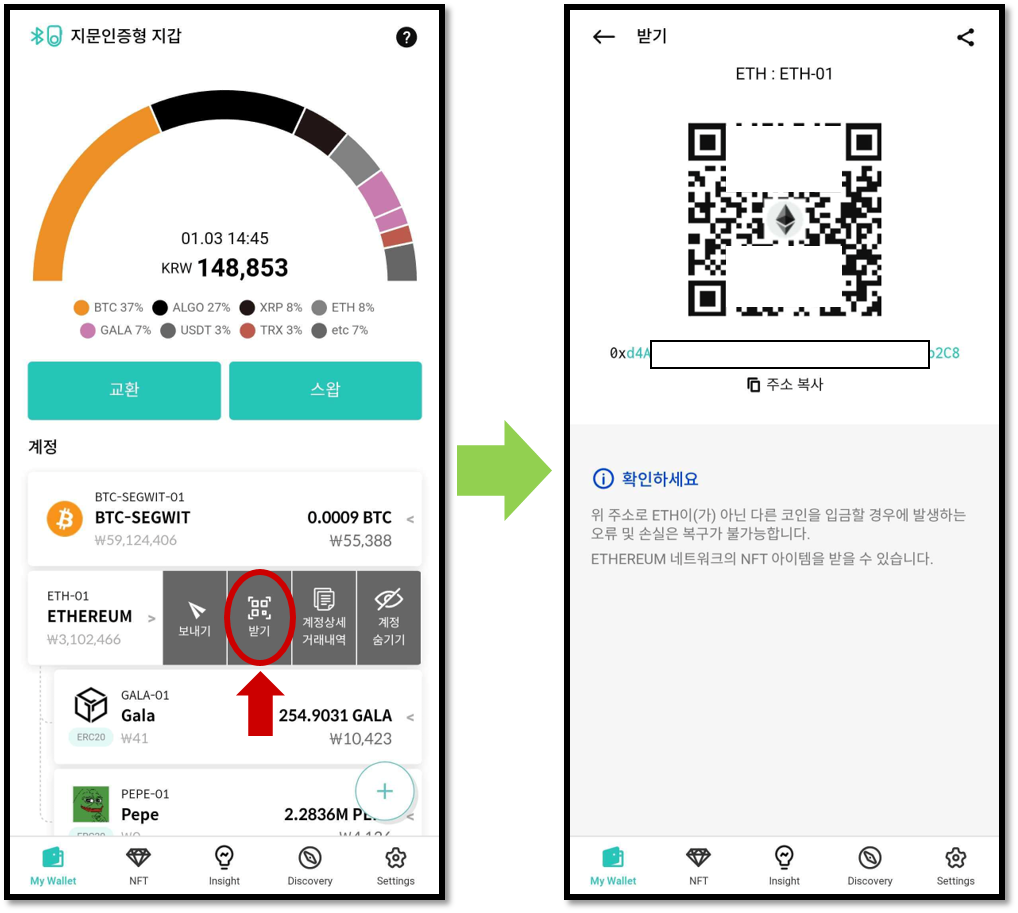 지문인증형 지갑
?
01.03 14:45
KRW 148,853
BTC 37% ALGO 27% XRP 8% ETH 8%
GALA 7% USDT 3% TRX 3% etc 7%
교환
스왑
계정
BTC-SEGWIT-01
BTC-SEGWIT
0.0009 BTC <
₩59,124,406
₩55,388
ETH-01
ETHEREUM >
₩3,102,466
보내기
받기
계정상세
거래내역
계정
숨기기
GALA-01
Gala
254.9031 GALA <
ERC20
₩41
₩10,423
+
PEPE-01
Pepe
2.2836M <
My Wallet
NFT
Insight
Discovery
Settings
받기
ETH : ETH-01
0xd4A
b2C8
주소 복사
확인하세요
위 주소로 ETH이(가) 아닌 다른 코인을 입금할 경우에 발생하는
오류 및 손실은 복구가 불가능합니다.
ETHEREUM 네트워크의 NFT 아이템을 받을 수 있습니다.
My Wallet
NFT
Insight
Discovery
Settings